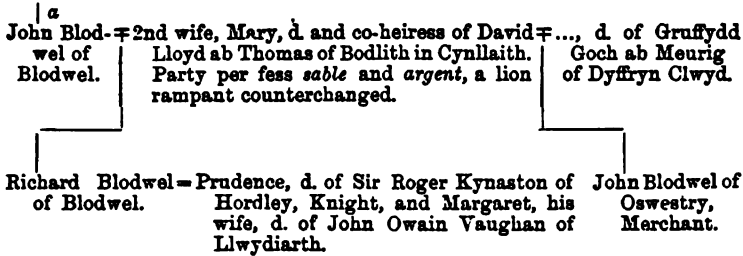 a
John Blod-=2nd wife, Mary, d. and co-heiress of David=..., d. of Gruffydd
wel of Lloyd ab Thomas of Bodlith in Cynllaith. Goch ab Meurig
Blodwel. Party per fess sable and argent, a lion of Dyffryn Clwyd.
rampant counterchanged.
Richard Blodwel=Prudence, d. of Sir Roger Kynaston of John Blodwel of
of Blodwel. Hordley, Knight, and Margaret, his Oswestry,
wife, d. of John Owain Vaughan of Merchant.
Llwydiarth.